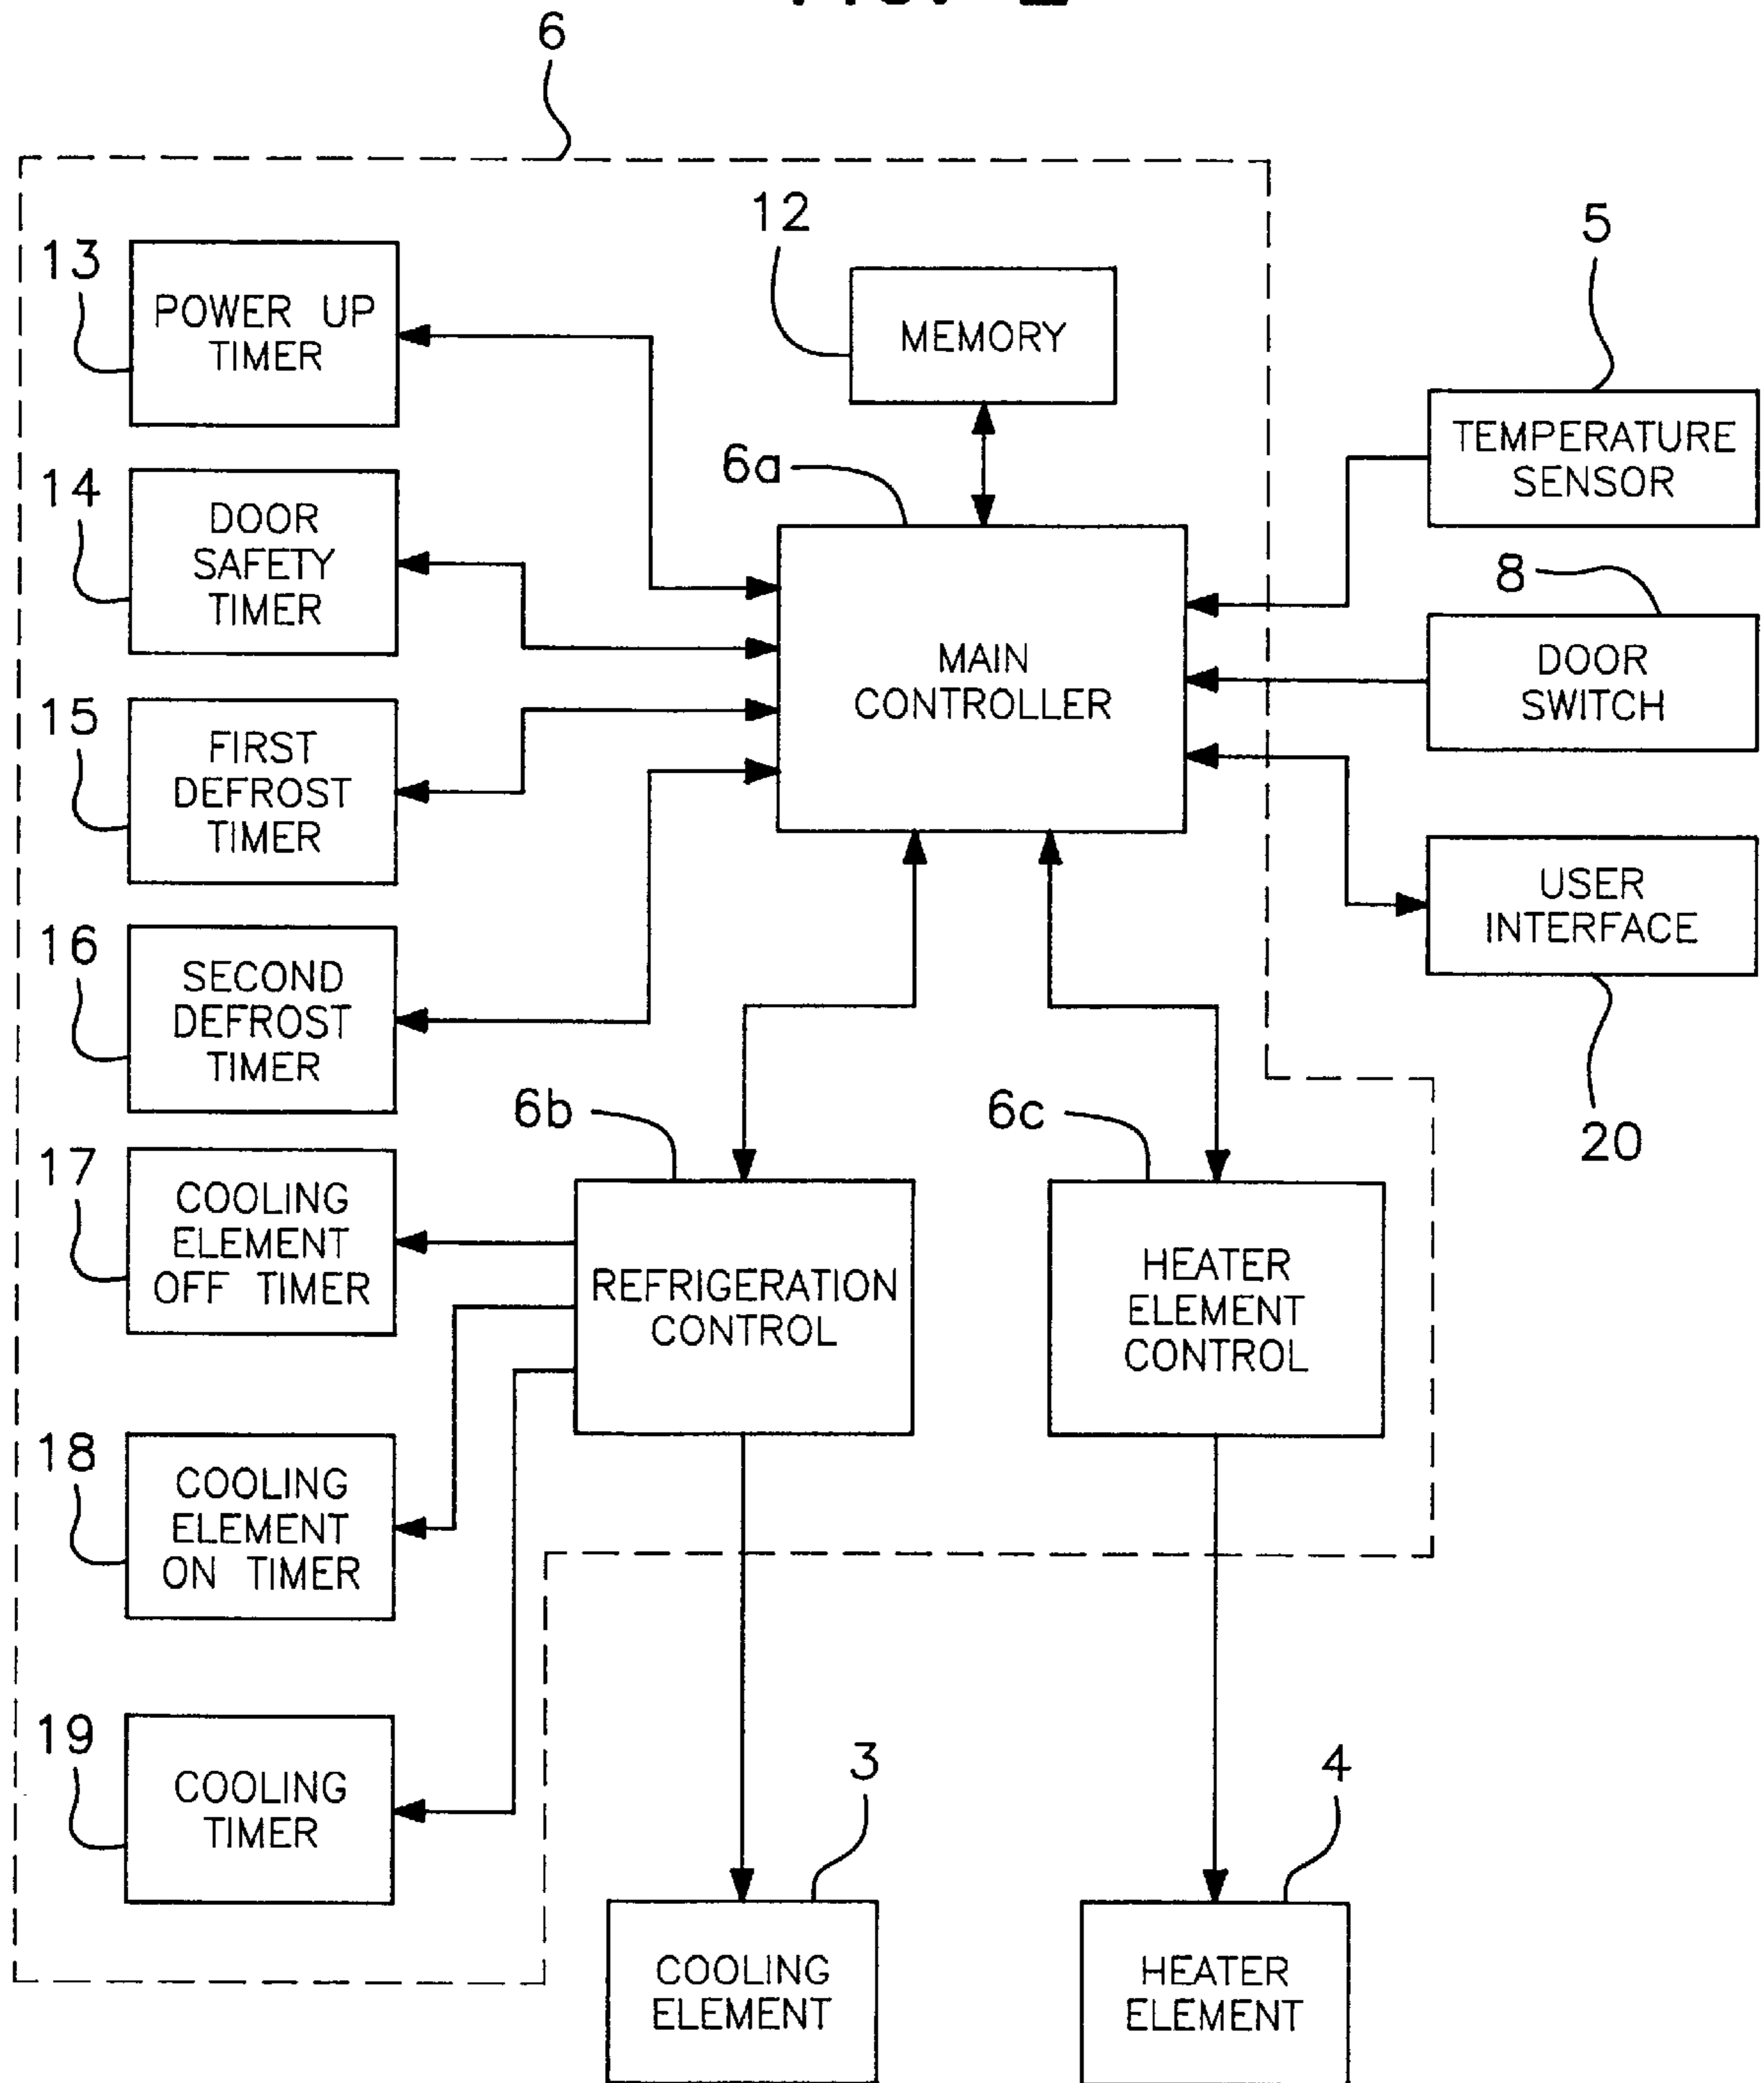 6
12
5
13
POWER UP
TIMER
MEMORY
TEMPERATURE
SENSOR
6a
14
DOOR
SAFETY
TIMER
8
MAIN
CONTROLLER
DOOR
SWITCH
15
FIRST
DEFROST
TIMER
USER
INTERFACE
16
SECOND
DEFROST
TIMER
6b
6c
20
17
COOLING
ELEMENT
OFF TIMER
REFRIGERATION
CONTROL
HEATER
ELEMENT
CONTROL
18
COOLING
ELEMENT
ON TIMER
19
COOLING
TIMER
3
4
COOLING
ELEMENT
HEATER
ELEMENT